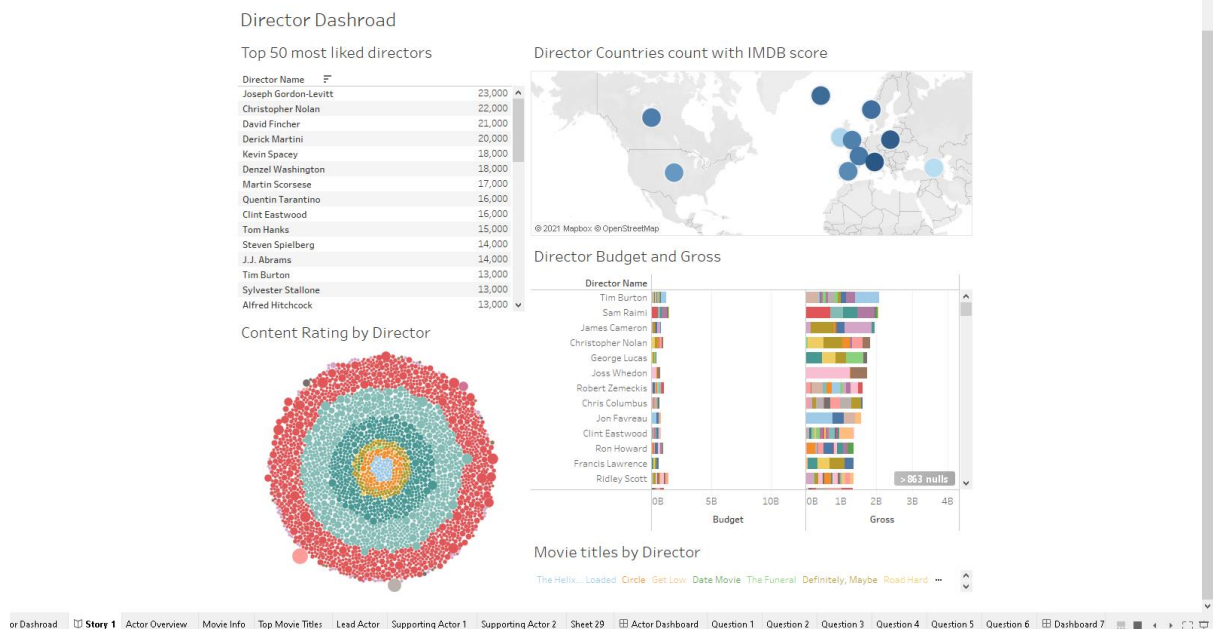 Director Dashroad
Top 50 most liked directors
Director Name
Joseph Gordon-Levitt 23,000
Christopher Nolan 22,000
David Fincher 21,000
Derick Martini 20,000
Kevin Spacey 18,000
Denzel Washington 18,000
Martin Scorsese 17,000
Quentin Tarantino 16,000
Clint Eastwood 16,000
Tom Hanks 15,000
Steven Spielberg 14,000
J.J. Abrams 14,000
Tim Burton 13,000
Sylvester Stallone 13,000
Alfred Hitchcock 13,000
Content Rating by Director
Director Countries count with IMDB score
© 2021 Mapbox © OpenStreetMap
Director Budget and Gross
Director Name
Tim Burton
Sam Raimi
James Cameron
Christopher Nolan
George Lucas
Joss Whedon
Robert Zemeckis
Chris Columbus
Jon Favreau
Clint Eastwood
Ron Howard
Francis Lawrence
Ridley Scott
>863 nulls
0B 5B 10B 0B 1B 2B 3B 4B
Budget Gross
Movie titles by Director
The Helix... Loaded Circle Get Low Date Movie The Funeral Definitely, Maybe Road Hard ...
or Dashroad Story 1 Actor Overview Movie Info Top Movie Titles Lead Actor Supporting Actor 1 Supporting Actor 2 Sheet 29 Actor Dashboard Question 1 Question 2 Question 3 Question 4 Question 5 Question 6 Dashboard 7